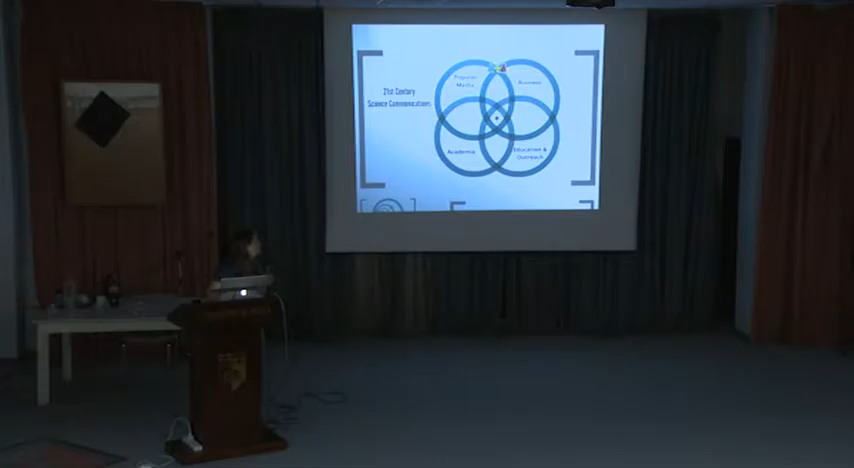 21st Century
Science Communications
Popular
Media
Business
Academia
Education &
Outreach